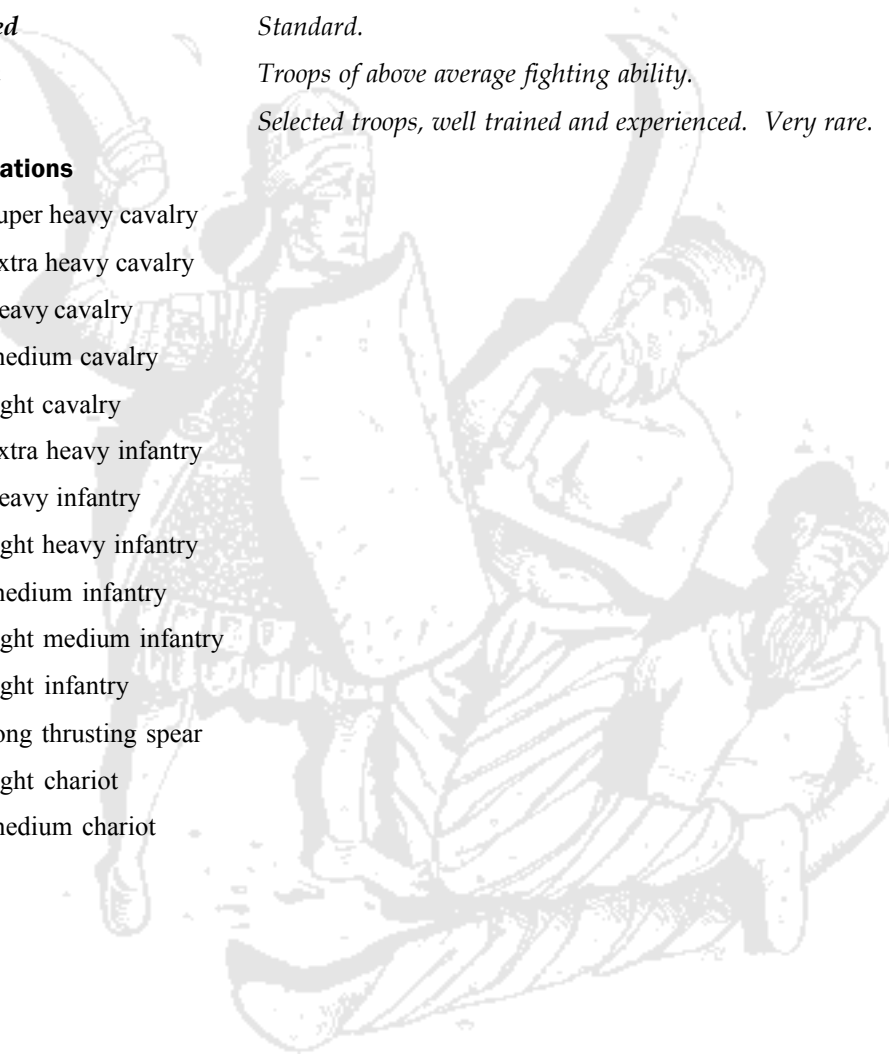 ed Standard.
Troops of above average fighting ability.
Selected troops, well trained and experienced. Very rare.
ations
uper heavy cavalry
xtra heavy cavalry
eavy cavalry
medium cavalry
ght cavalry
xtra heavy infantry
eavy infantry
ght heavy infantry
medium infantry
ght medium infantry
ght infantry
ong thrusting spear
ght chariot
medium chariot